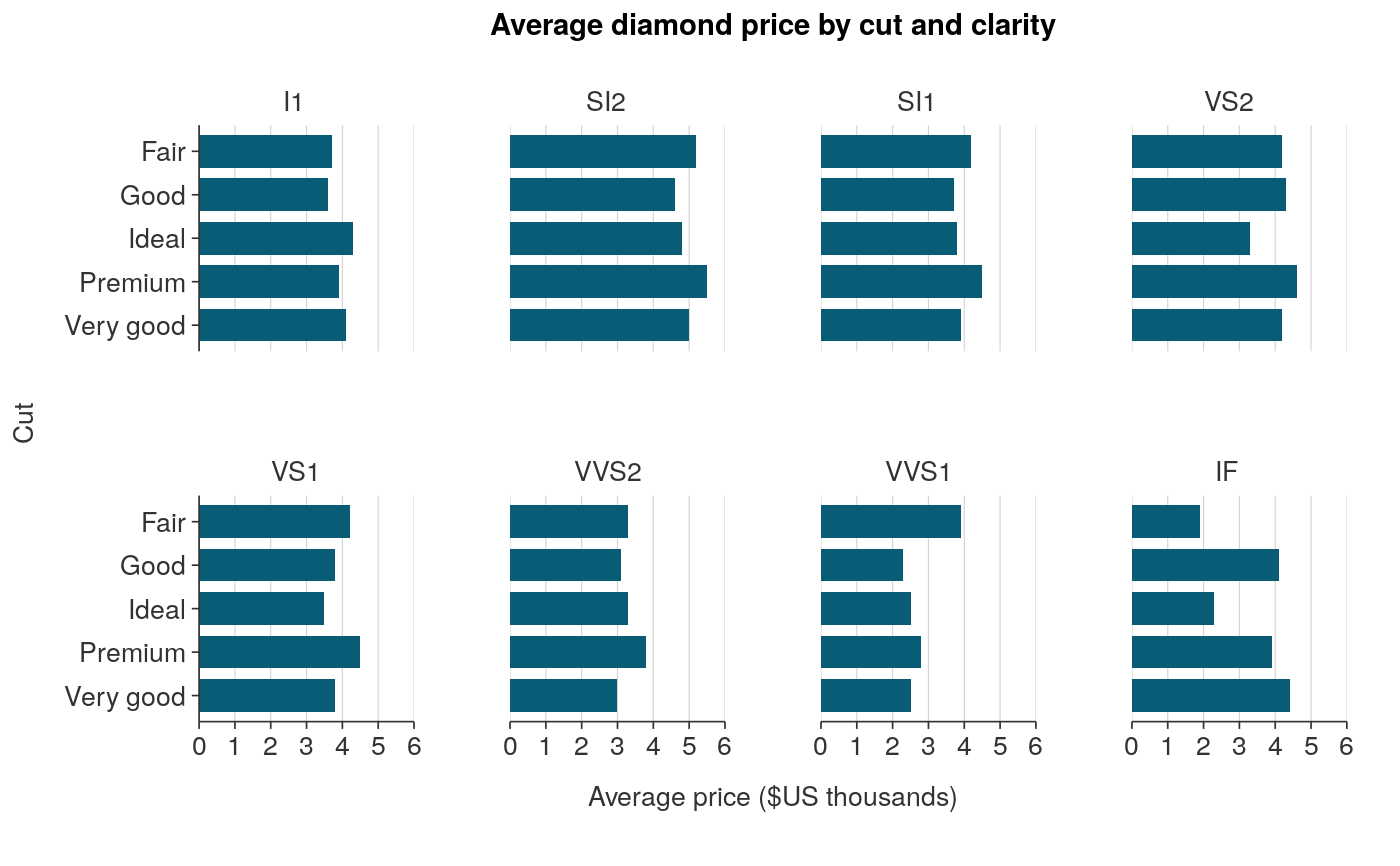 Average diamond price by cut and clarity
I1 SI2 SI1 VS2
Fair
Good
Ideal
Premium
Very good
Cut
VS1 VVS2 VVS1 IF
Fair
Good
Ideal
Premium
Very good
0 1 2 3 4 5 6 0 1 2 3 4 5 6 0 1 2 3 4 5 6 0 1 2 3 4 5 6
Average price ($US thousands)